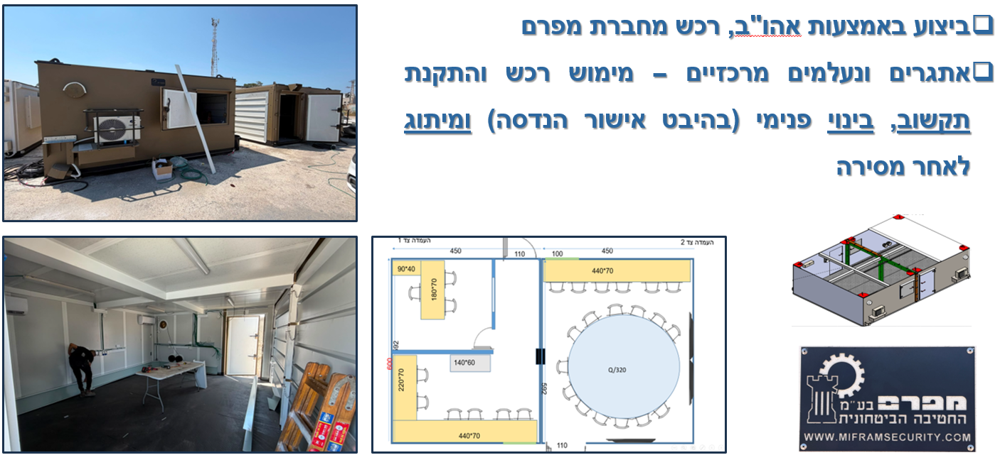 ביצוע באמצעות אהו"ב, רכש מחברת מפרם
אתגרים ונעלמים מרכזיים – מימוש רכש והתקנת
תקשוב, בינוי פנימי (בהיבט אישור הנדסה) ומיתוג
לאחר מסירה
העמדה צד 1
העמדה צד 2
450
110
100
450
90*40
180*70
440*70
592
600
140*60
220*70
Q/320
592
440*70
110
מפרם בע"מ
החטיבה הביטחונית
WWW.MIFRAMSECURITY.COM